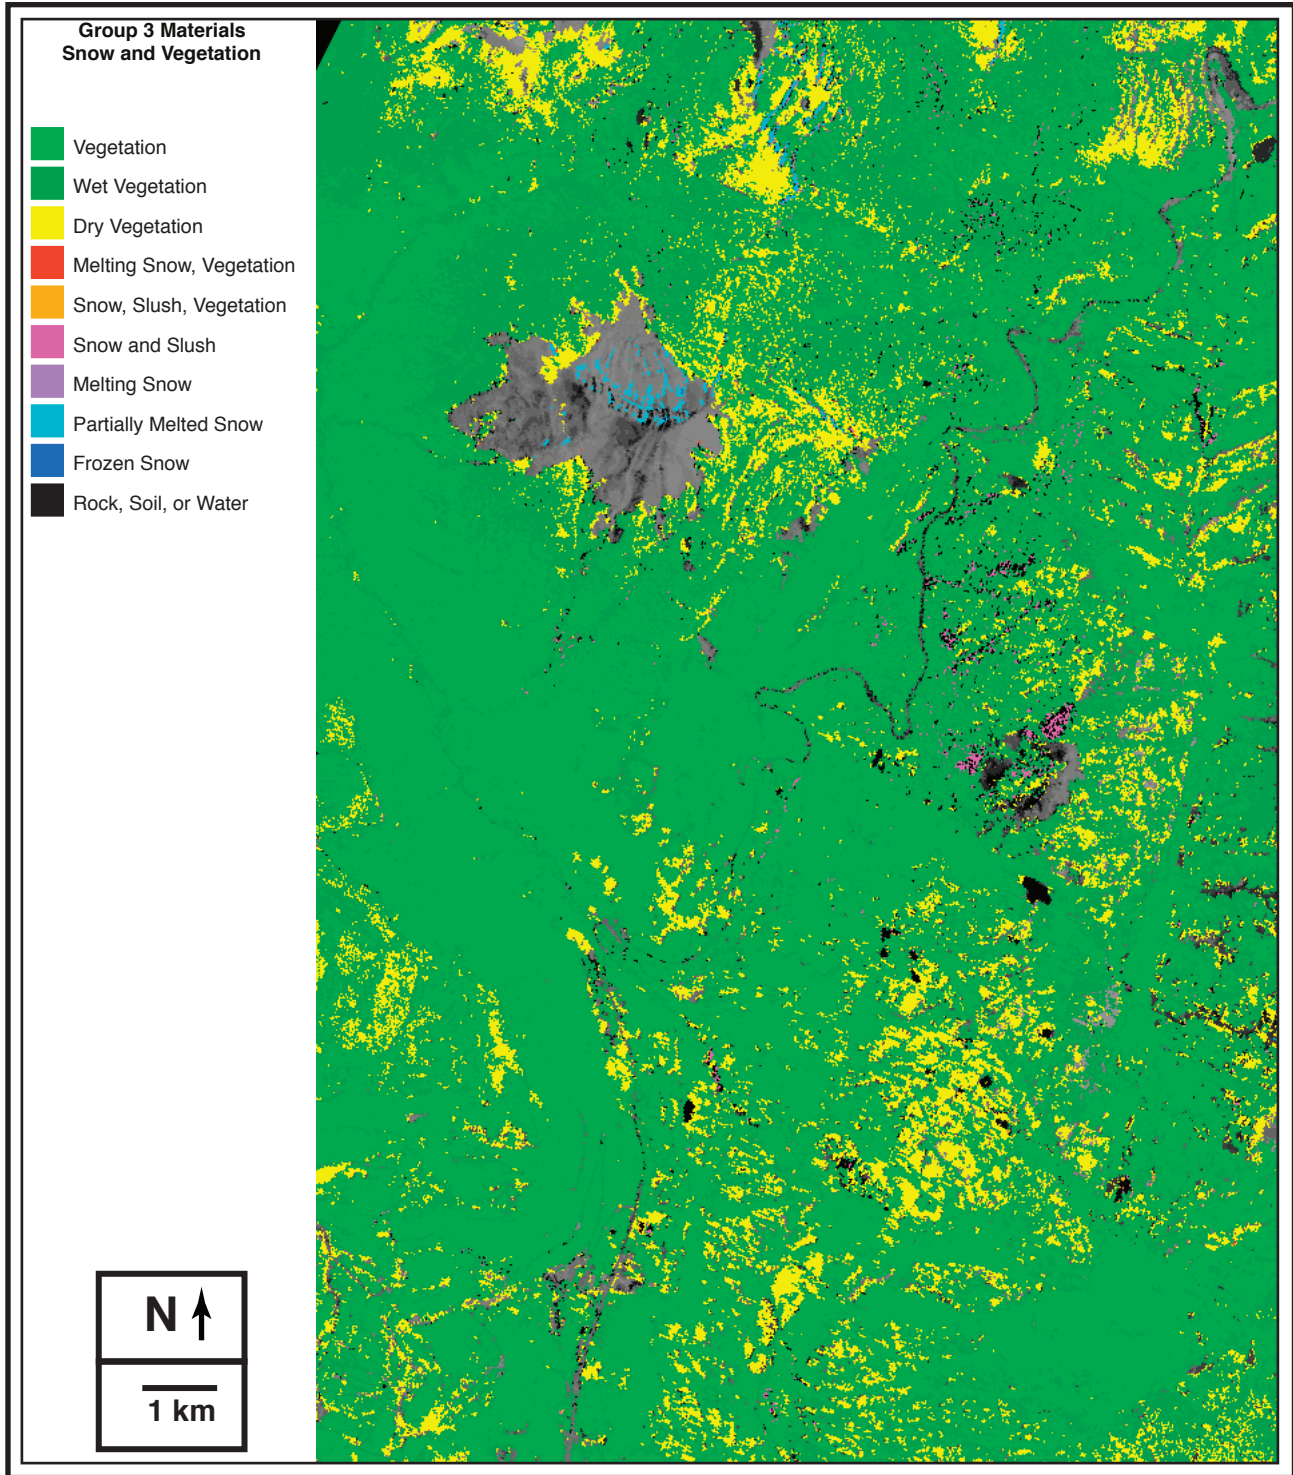 Group 3 Materials
Snow and Vegetation
Vegetation
Wet Vegetation
Dry Vegetation
Melting Snow, Vegetation
Snow, Slush, Vegetation
Snow and Slush
Melting Snow
Partially Melted Snow
Frozen Snow
Rock, Soil, or Water
N
1 km